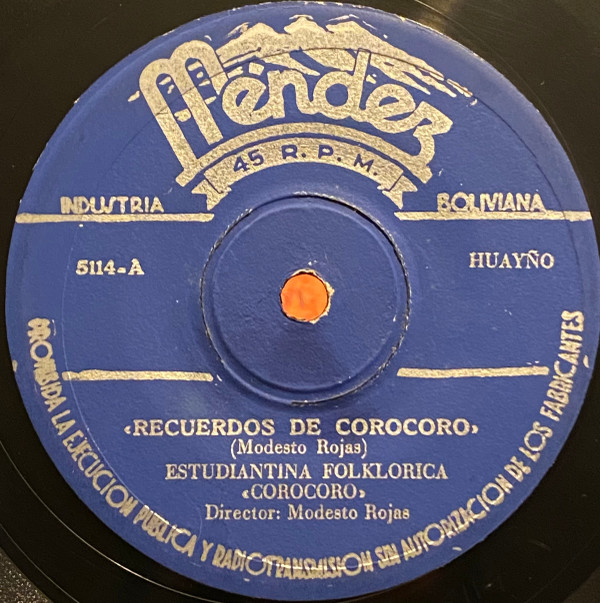 Méndez
45 R.P.M.
INDUSTRIA BOLIVIANA
5114-A HUAYÑO
«RECUERDOS DE COROCORO»
(Modesto Rojas)
ESTUDIANTINA FOLKLORICA
«COROCORO»
Director: Modesto Rojas
PROHIBIDA LA EJECUCION PUBLICA Y RADIOTRANSMISION SIN AUTORIZACION DE LOS FABRICANTES